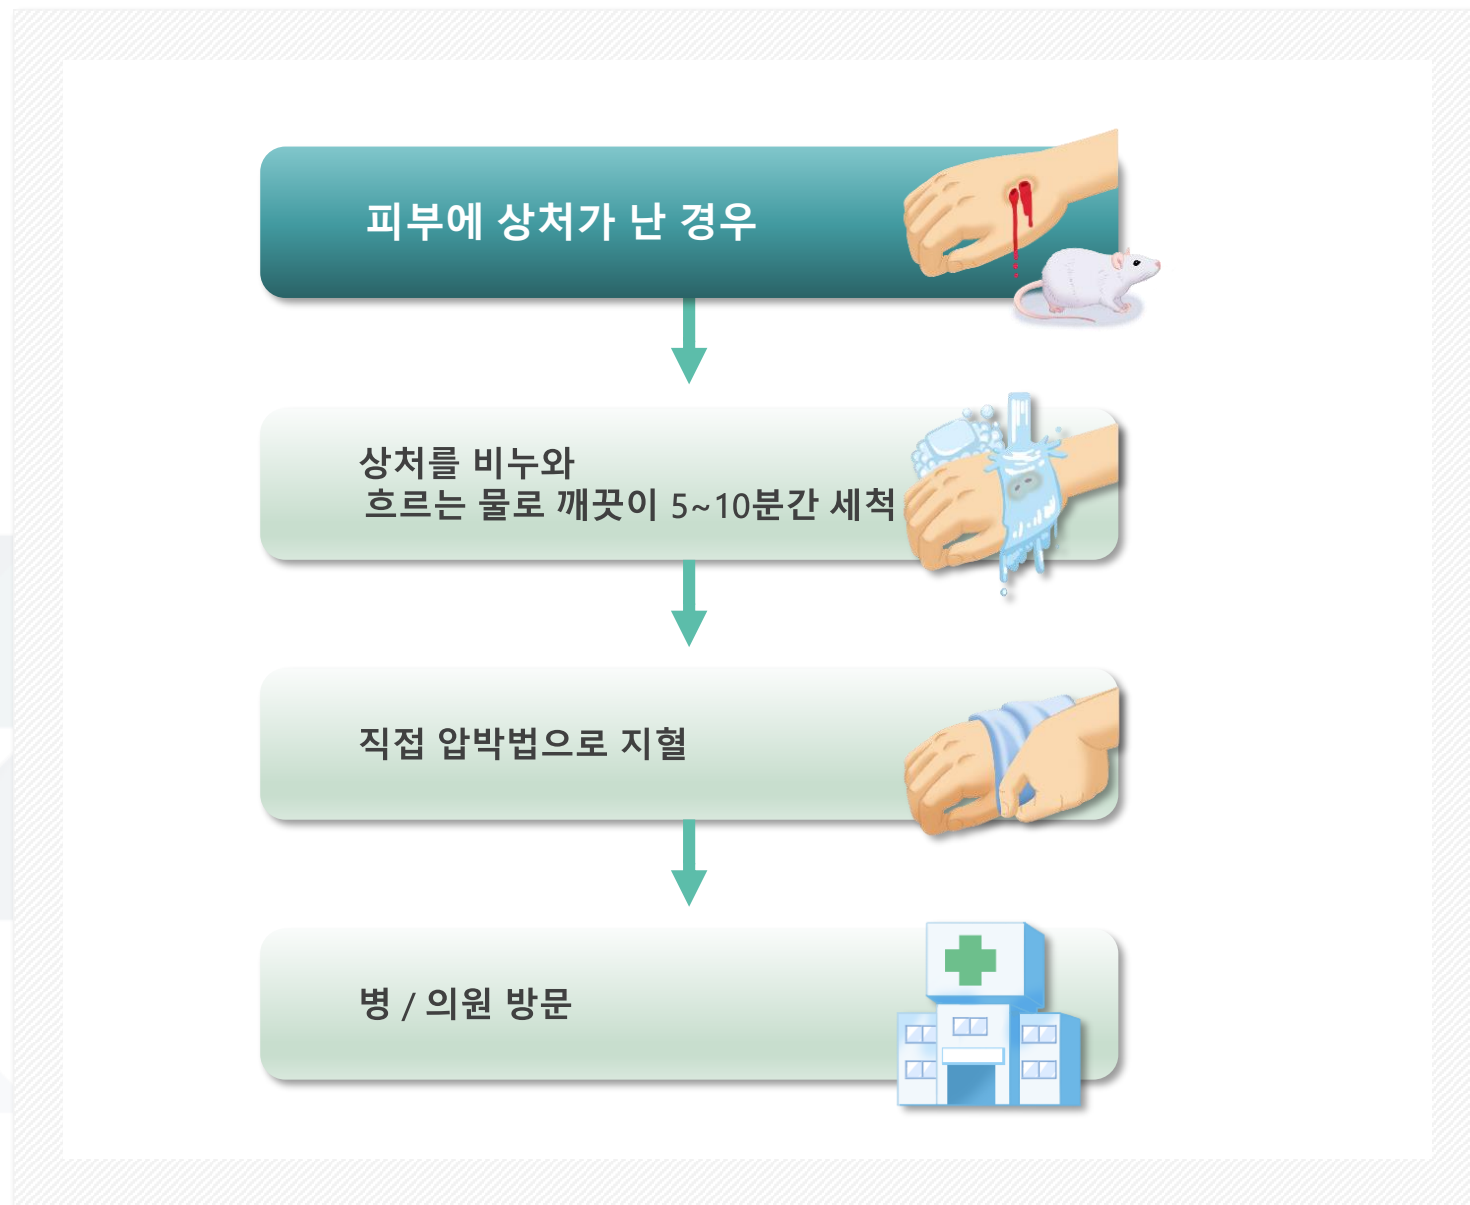 피부에 상처가 난 경우
상처를 비누와
흐르는 물로 깨끗이 5~10분간 세척
직접 압박법으로 지혈
병 / 의원 방문